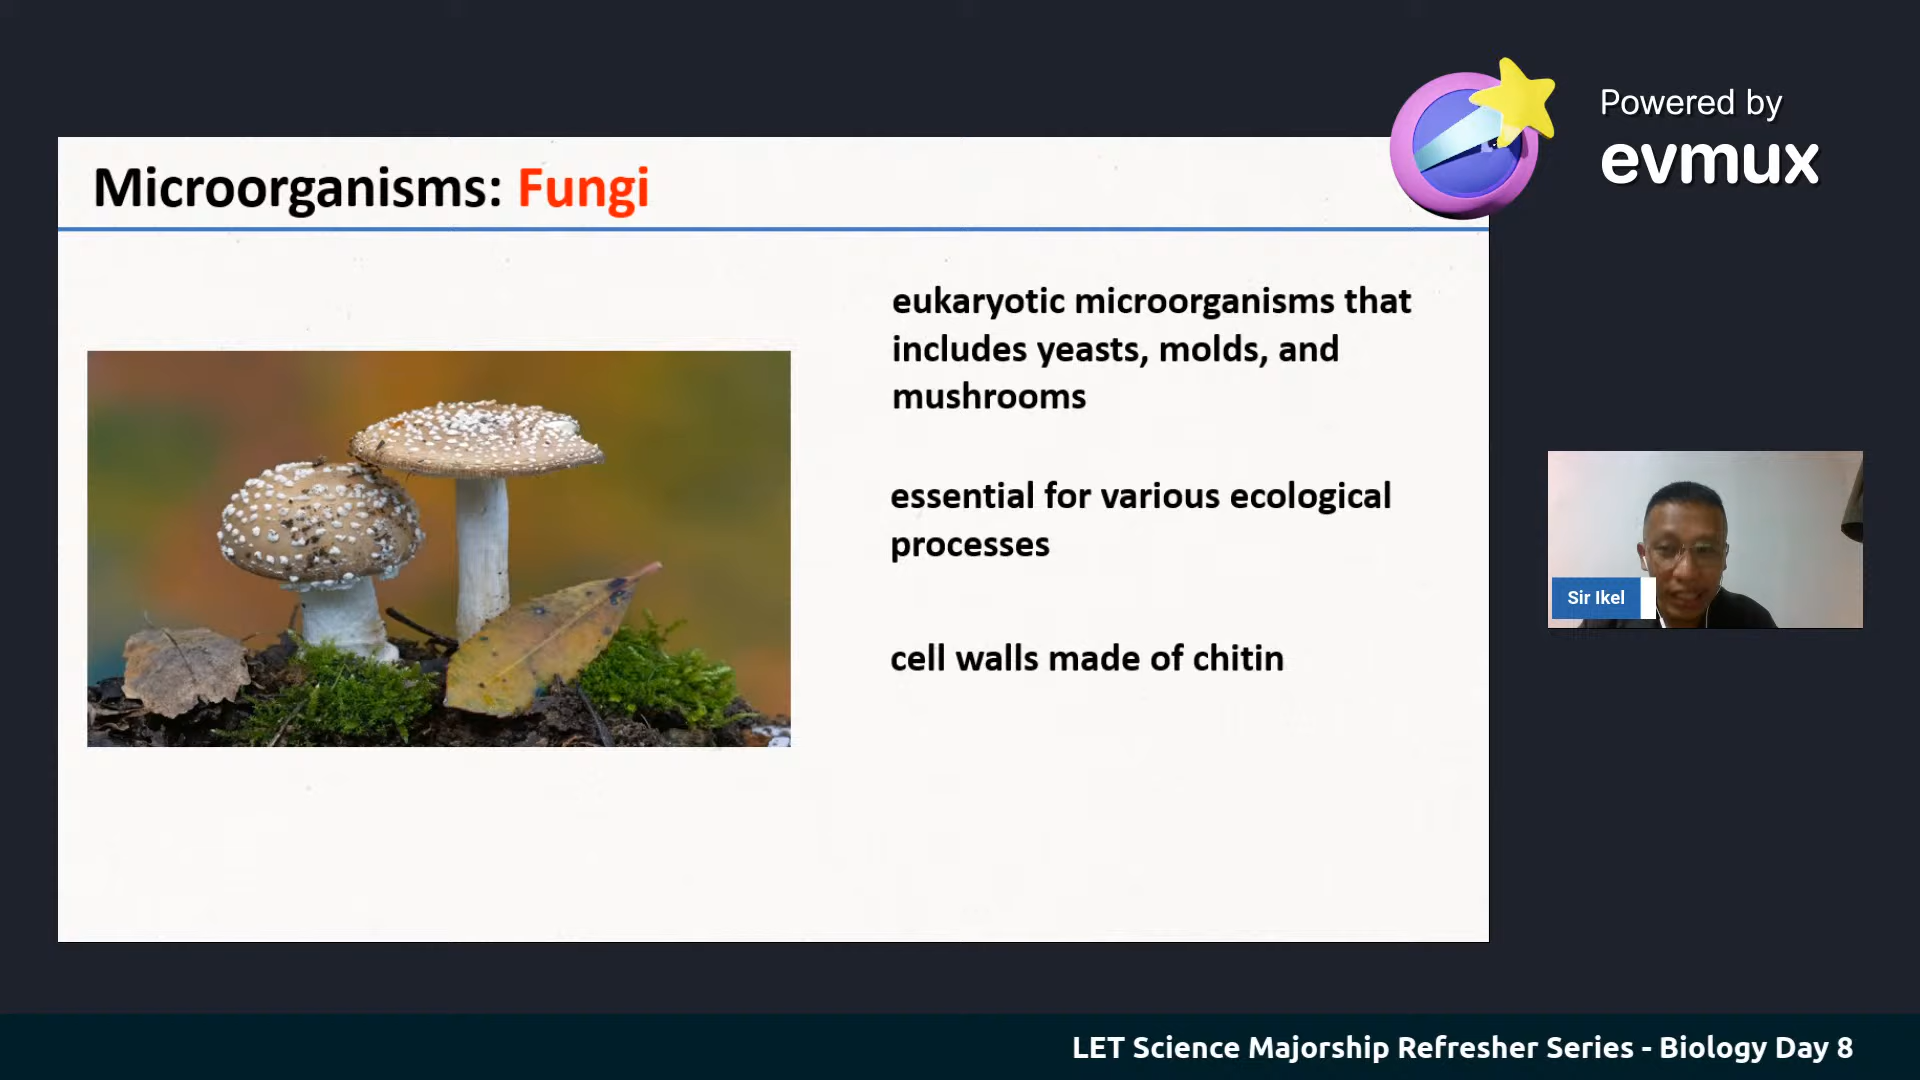 Powered by
evmux
Microorganisms: Fungi
eukaryotic microorganisms that
includes yeasts, molds, and
mushrooms
essential for various ecological
processes
cell walls made of chitin
Sir Ikel
LET Science Majorship Refresher Series - Biology Day 8